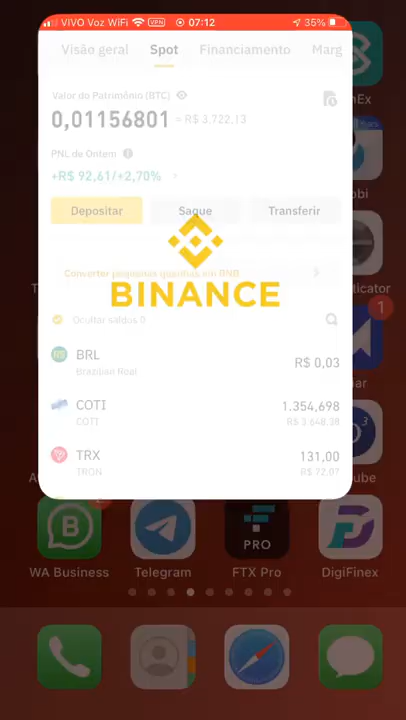 VIVO Voz WiFi VPN 07:12 35%
Visão geral Spot Financiamento Marg
Valor do Patrimônio (BTC)
0,01156801 ≈ R$ 3.722,13
PNL de Ontem
+R$ 92,61/+2,70%
Depositar Saque Transferir
Converter pequenas quantias em BNB
BINANCE
Ocultar saldos 0
BRL
Brazilian Real
R$ 0,03
COTI
COTI
1.354,698
R$ 3.648,38
TRX
TRON
131,00
R$ 72,07
1
WA Business Telegram FTX Pro DigiFinex
PRO